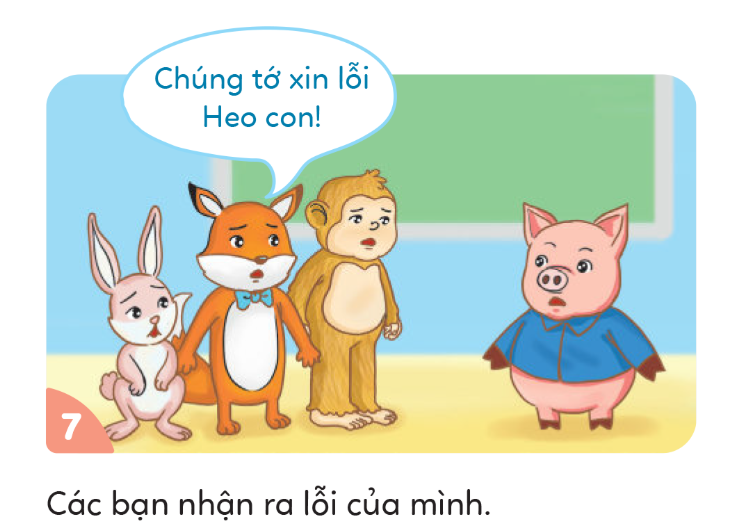 Chúng tớ xin lỗi
Heo con!
7
Các bạn nhận ra lỗi của mình.